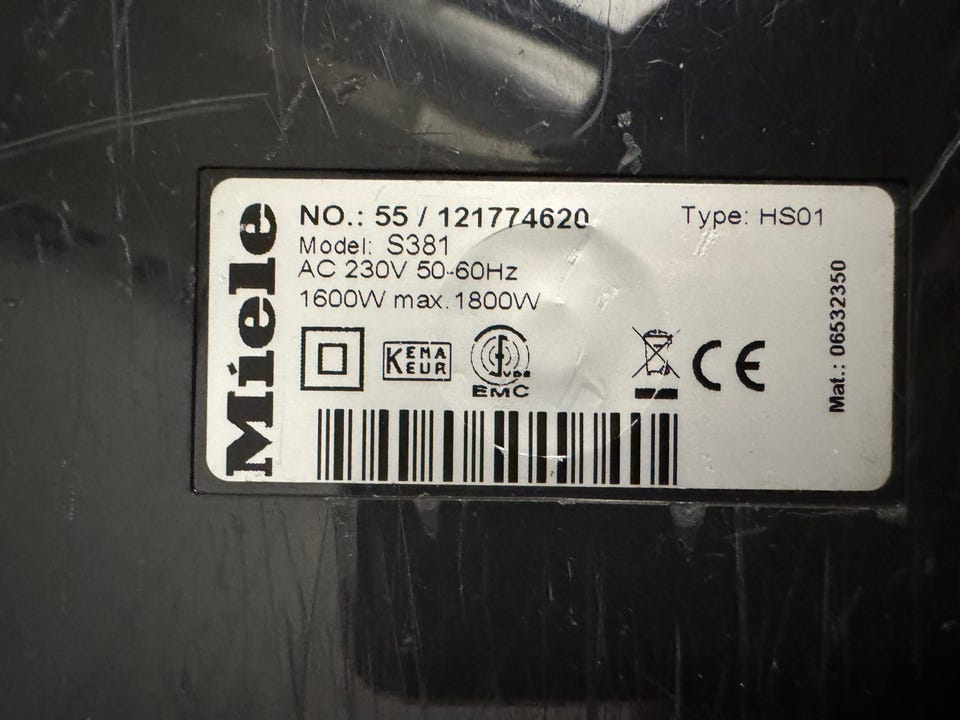 Miele
NO.: 55 / 121774620
Type: HS01
Model: S381
AC 230V 50-60Hz
1600W max. 1800W
KEMA
KEUR
VDE
EMC
CE
Mat.: 06532350